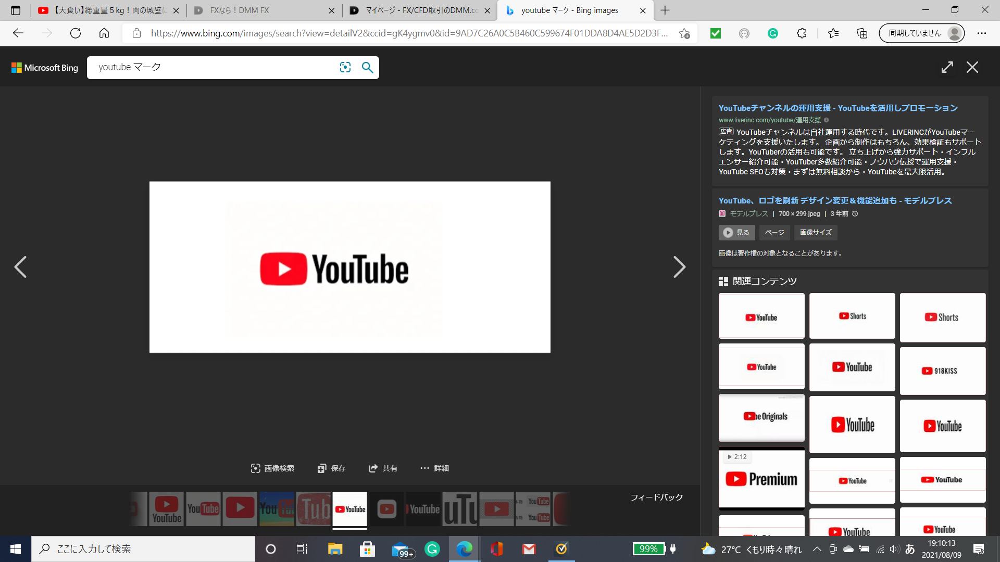 【大食い】総重量５kg！肉の城壁に
FXなら！DMM FX
マイページ - FX/CFD取引のDMM.co
youtube マーク - Bing images
https://www.bing.com/images/search?view=detailV2&ccid=gK4ygmv0&id=9AD7C26A0C5B460C599674F01DDA8D4AE5D2D3F...
同期していません
Microsoft Bing
youtube マーク
YouTubeチャンネルの運用支援 - YouTubeを活用しプロモーション
www.liverinc.com/youtube/運用支援
広告 YouTubeチャンネルは自社運用する時代です。LIVERINCがYouTubeマー
ケティングを支援いたします。 企画から制作はもちろん、効果検証もサポート
します。YouTuberの活用も可能です。 立ち上げから強力サポート・インフル
エンサー紹介可能・YouTuber多数紹介可能・ノウハウ伝授で運用支援・
YouTube SEOも対策・まずは無料相談から・YouTubeを最大限活用。
YouTube、ロゴを刷新 デザイン変更＆機能追加も - モデルプレス
モデルプレス | 700 × 299 jpeg | 3 年前
見る ページ 画像サイズ
画像は著作権の対象となることがあります。
YouTube
関連コンテンツ
YouTube Shorts Shorts
YouTube YouTube 918KISS
be Originals YouTube YouTube
2:12
Premium YouTube YouTube
YouTube YouTube
画像検索 保存 共有 詳細
フィードバック
YouTube YouTube You Tub YouTube YouTube uTu YouTube
YouTube
ここに入力して検索
99+
99%
27°C くもり時々晴れ
あ
19:10:13
2021/08/09